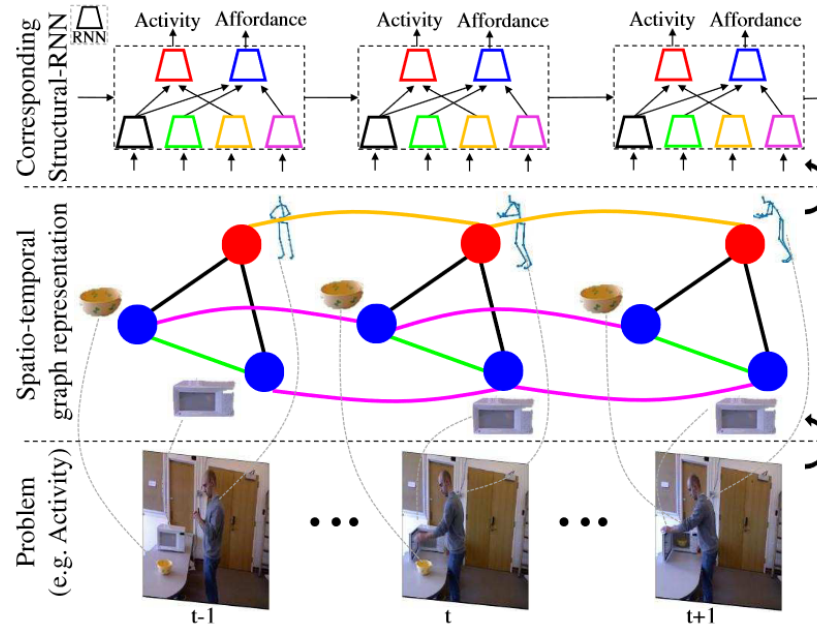 Corresponding
Structural-RNN
RNN
Activity Affordance
Activity Affordance
Activity Affordance
Spatio-temporal
graph representation
Problem
(e.g. Activity)
t-1
t
t+1